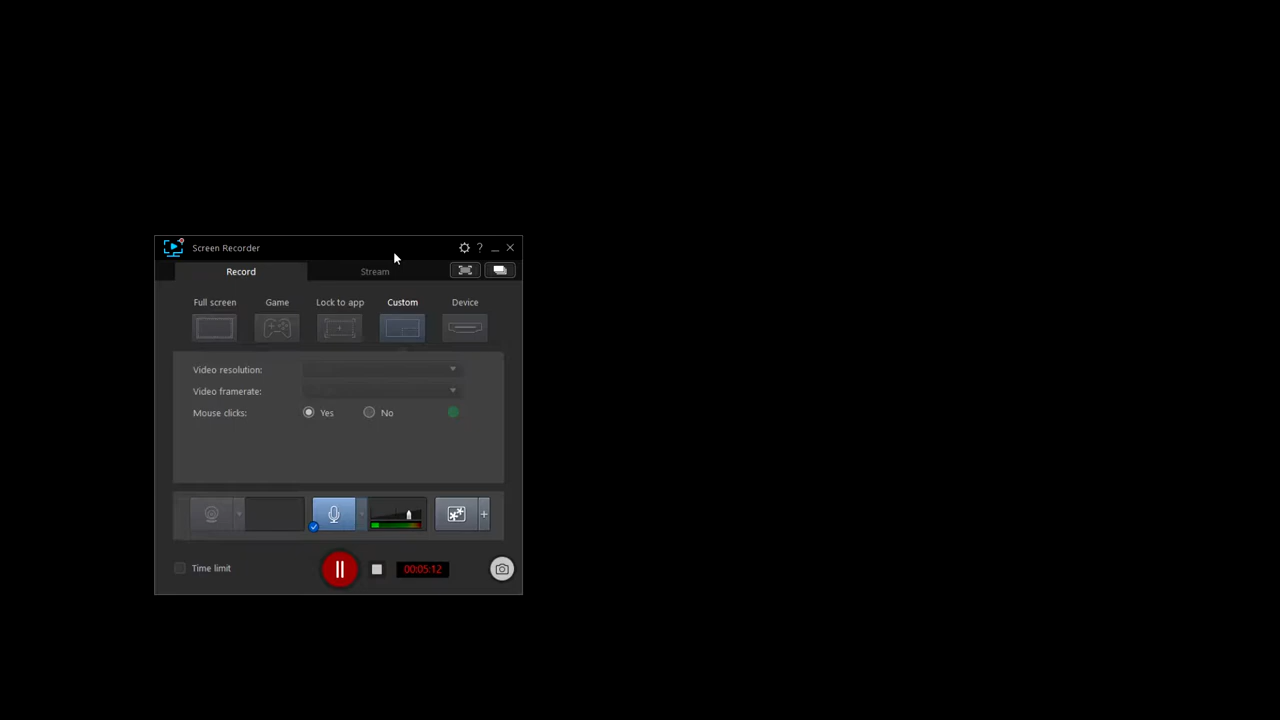 Screen Recorder
?
Record
Stream
Full screen
Game
Lock to app
Custom
Device
Video resolution:
Video framerate:
Mouse clicks:
Yes
No
+
Time limit
00:05:12